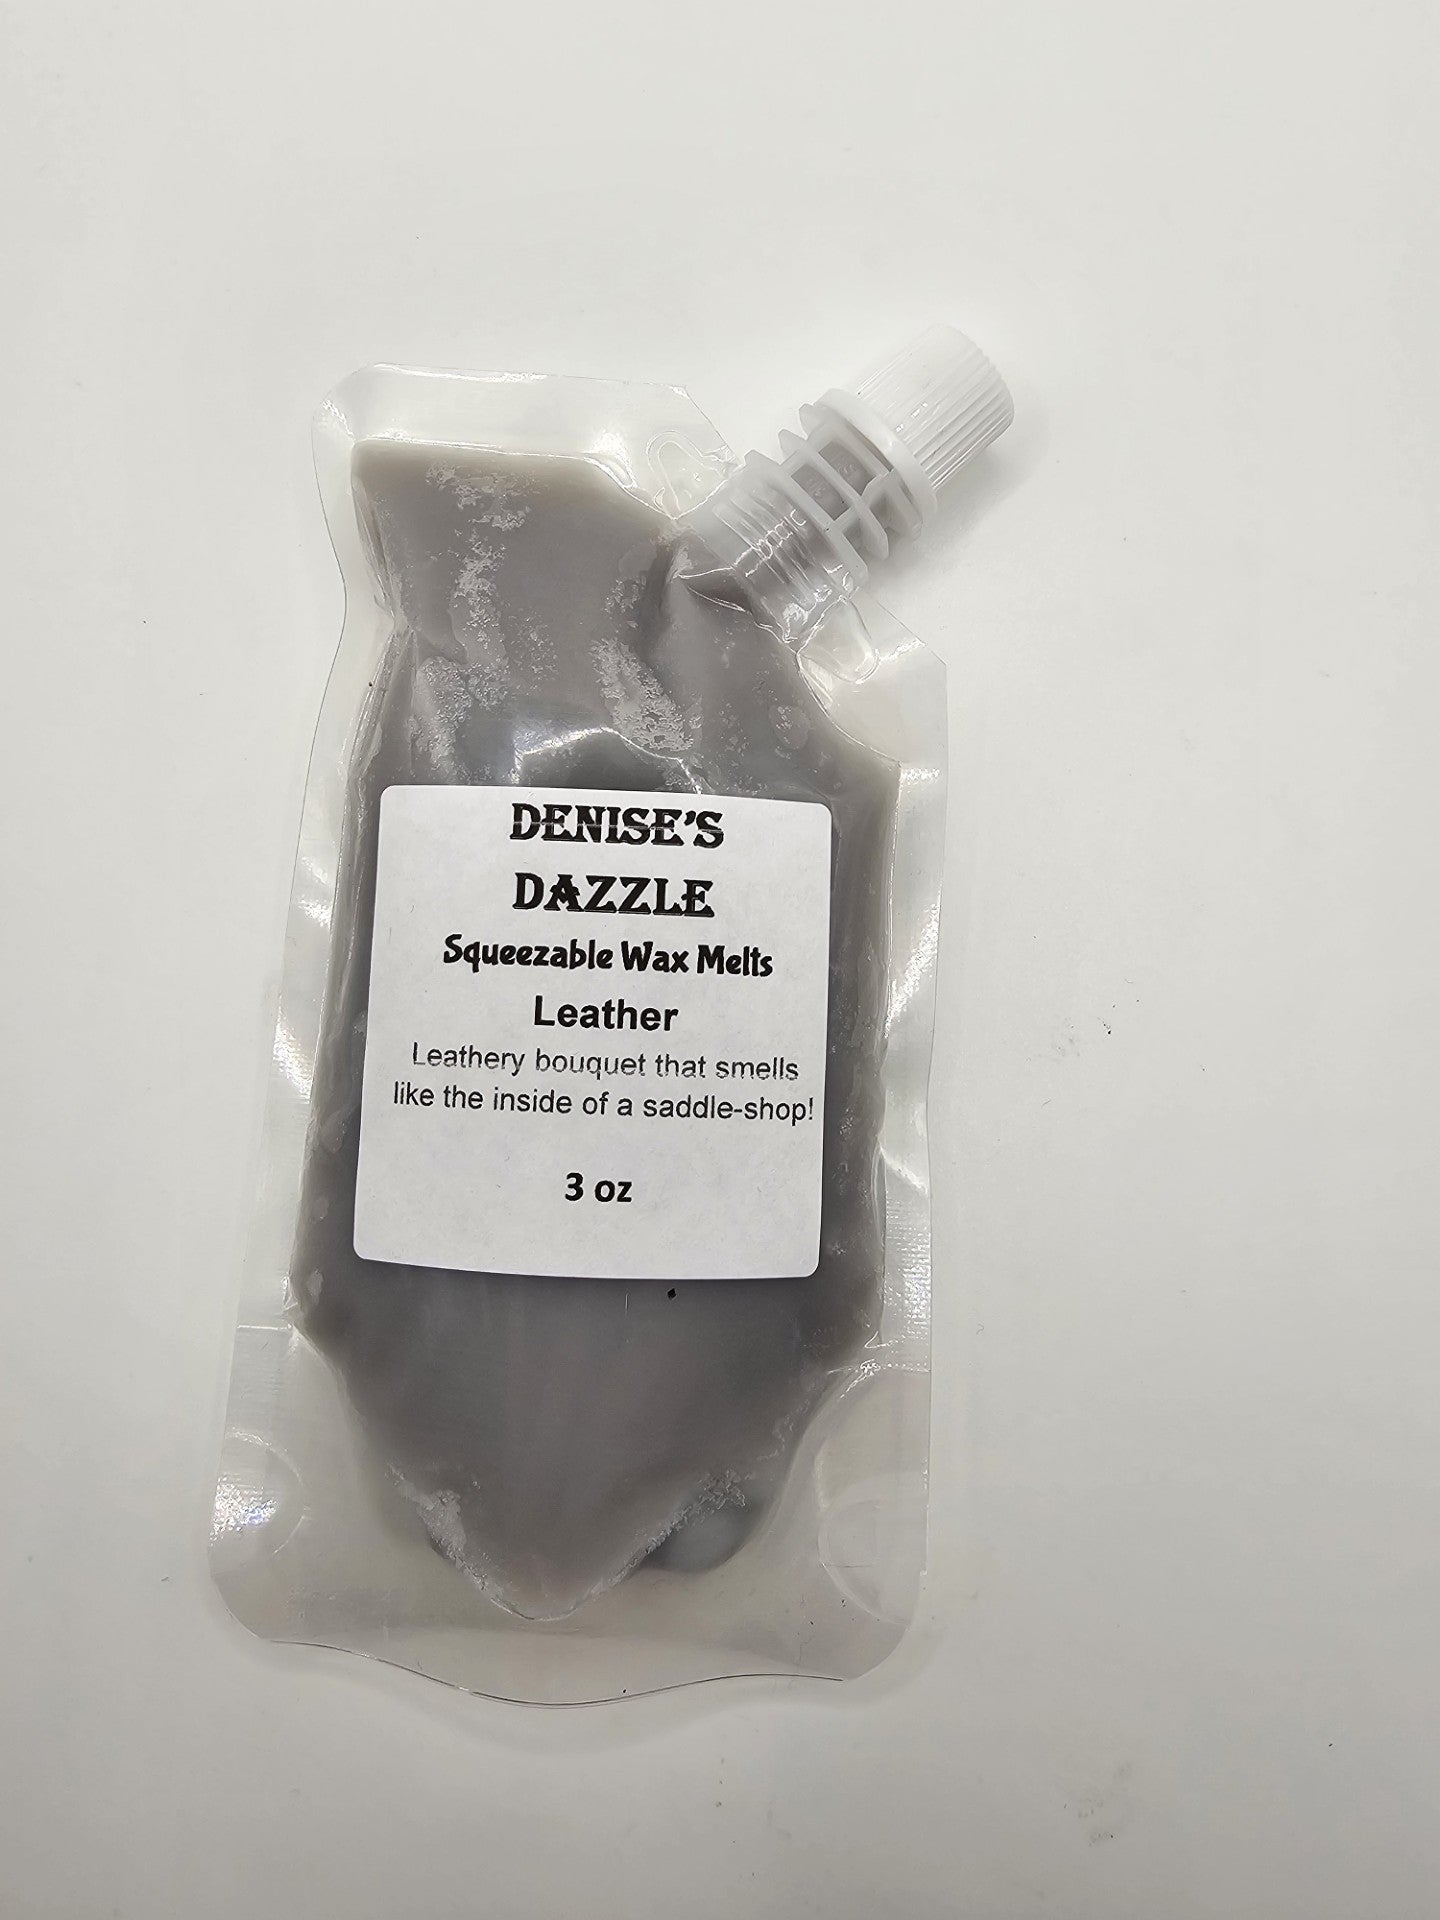 DENISE'S
DAZZLE
Squeezable Wax Melts
Leather
Leathery bouquet that smells
like the inside of a saddle-shop!
3 oz